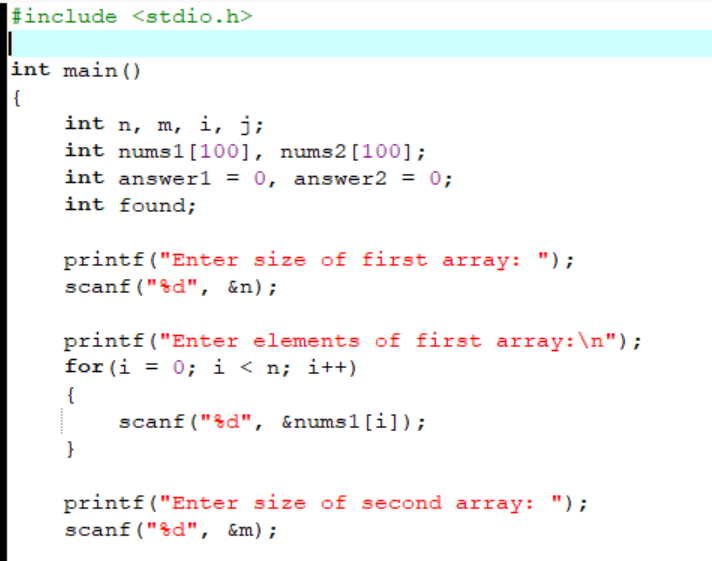 #include <stdio.h>
int main()
{
    int n, m, i, j;
    int nums1[100], nums2[100];
    int answer1 = 0, answer2 = 0;
    int found;
    printf("Enter size of first array: ");
    scanf("%d", &n);
    printf("Enter elements of first array:\n");
    for(i = 0; i < n; i++)
    {
        scanf("%d", &nums1[i]);
    }
    printf("Enter size of second array: ");
    scanf("%d", &m);